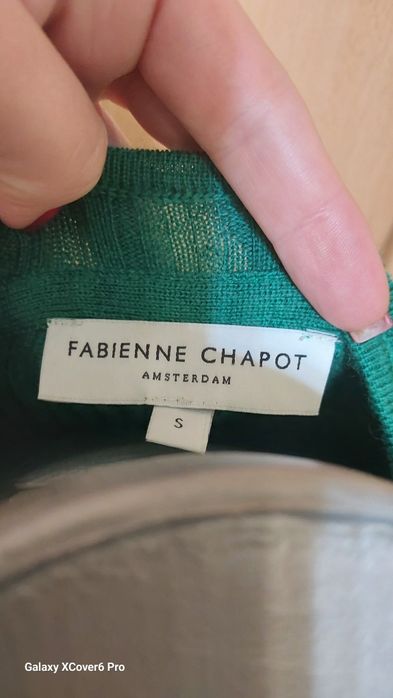 FABIENNE CHAPOT
AMSTERDAM
S
Galaxy XCover6 Pro